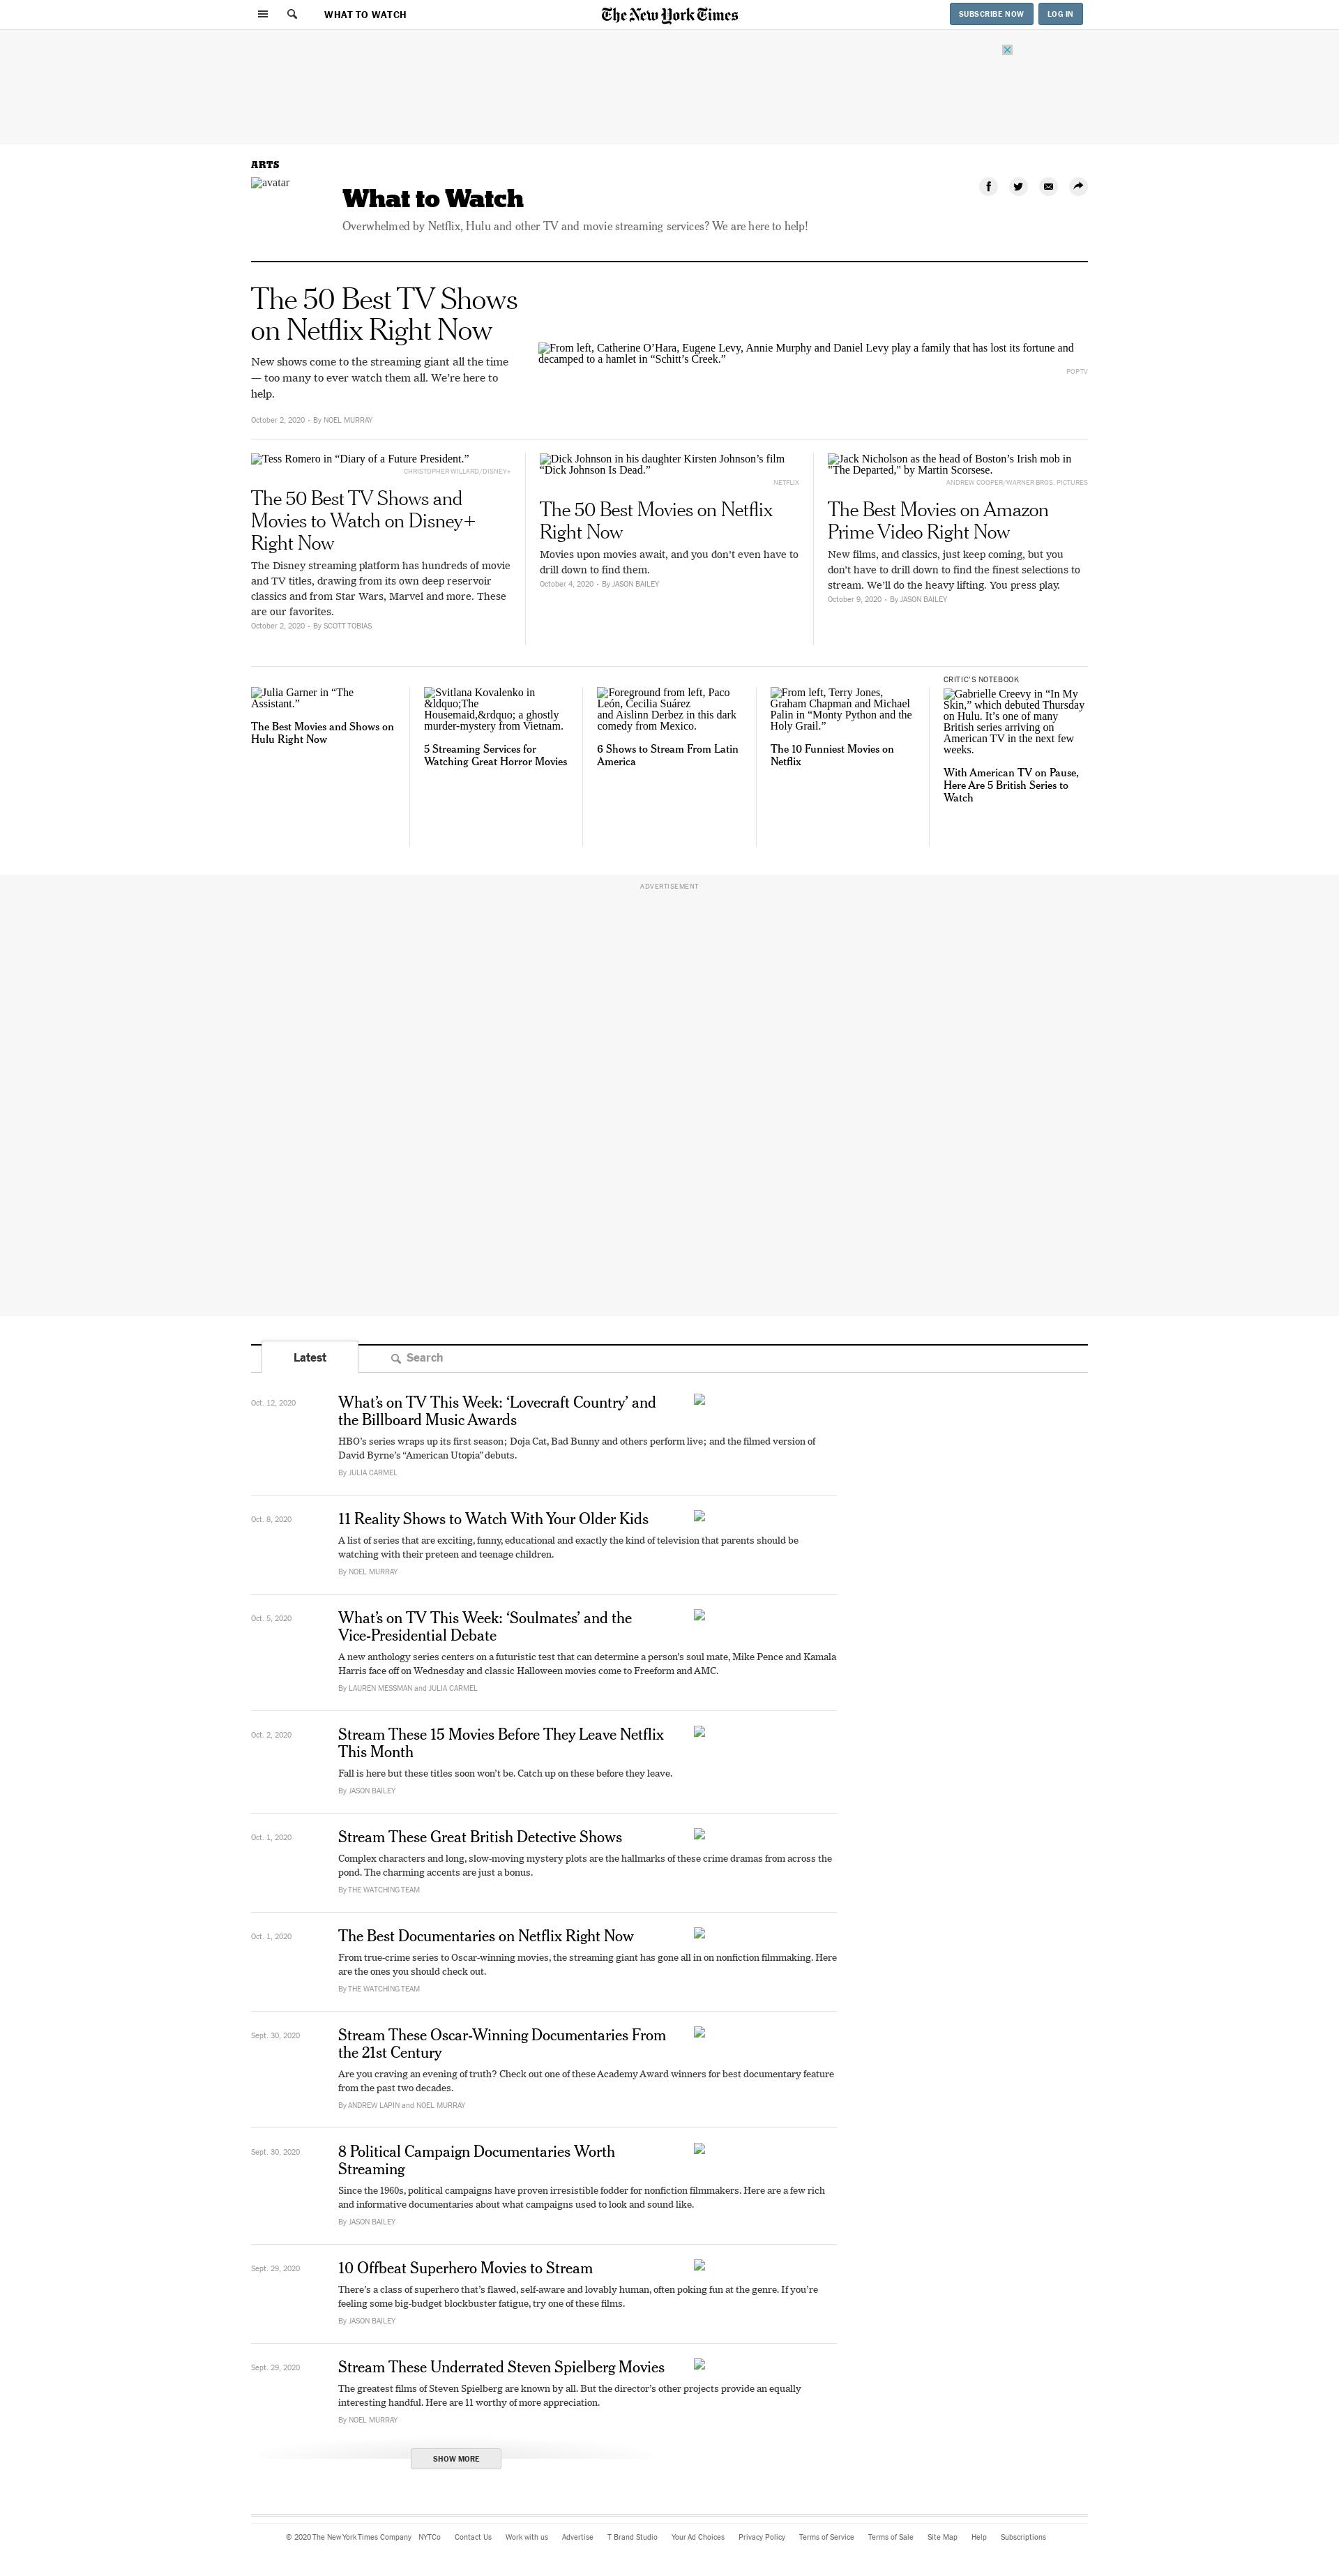 WHAT TO WATCH
The New York Times
SUBSCRIBE NOW
LOG IN
ARTS
avatar
What to Watch
Overwhelmed by Netflix, Hulu and other TV and movie streaming services? We are here to help!
The 50 Best TV Shows
on Netflix Right Now
New shows come to the streaming giant all the time
— too many to ever watch them all. We’re here to
help.
October 2, 2020 • By NOEL MURRAY
From left, Catherine O’Hara, Eugene Levy, Annie Murphy and Daniel Levy play a family that has lost its fortune and
decamped to a hamlet in “Schitt’s Creek.”
POPTV
Tess Romero in “Diary of a Future President.”
CHRISTOPHER WILLARD/DISNEY+
The 50 Best TV Shows and
Movies to Watch on Disney+
Right Now
The Disney streaming platform has hundreds of movie
and TV titles, drawing from its own deep reservoir
classics and from Star Wars, Marvel and more. These
are our favorites.
October 2, 2020 • By SCOTT TOBIAS
Dick Johnson in his daughter Kirsten Johnson’s film
“Dick Johnson Is Dead.”
NETFLIX
The 50 Best Movies on Netflix
Right Now
Movies upon movies await, and you don’t even have to
drill down to find them.
October 4, 2020 • By JASON BAILEY
Jack Nicholson as the head of Boston’s Irish mob in
"The Departed," by Martin Scorsese.
ANDREW COOPER/WARNER BROS. PICTURES
The Best Movies on Amazon
Prime Video Right Now
New films, and classics, just keep coming, but you
don’t have to drill down to find the finest selections to
stream. We’ll do the heavy lifting. You press play.
October 9, 2020 • By JASON BAILEY
Julia Garner in “The
Assistant.”
The Best Movies and Shows on
Hulu Right Now
Svitlana Kovalenko in
&ldquo;The
Housemaid,&rdquo; a ghostly
murder-mystery from Vietnam.
5 Streaming Services for
Watching Great Horror Movies
Foreground from left, Paco
León, Cecilia Suárez
and Aislinn Derbez in this dark
comedy from Mexico.
6 Shows to Stream From Latin
America
From left, Terry Jones,
Graham Chapman and Michael
Palin in “Monty Python and the
Holy Grail.”
The 10 Funniest Movies on
Netflix
CRITIC’S NOTEBOOK
Gabrielle Creevy in “In My
Skin,” which debuted Thursday
on Hulu. It’s one of many
British series arriving on
American TV in the next few
weeks.
With American TV on Pause,
Here Are 5 British Series to
Watch
ADVERTISEMENT
Latest
Search
Oct. 12, 2020
What’s on TV This Week: ‘Lovecraft Country’ and
the Billboard Music Awards
HBO’s series wraps up its first season; Doja Cat, Bad Bunny and others perform live; and the filmed version of
David Byrne’s “American Utopia” debuts.
By JULIA CARMEL
Oct. 8, 2020
11 Reality Shows to Watch With Your Older Kids
A list of series that are exciting, funny, educational and exactly the kind of television that parents should be
watching with their preteen and teenage children.
By NOEL MURRAY
Oct. 5, 2020
What’s on TV This Week: ‘Soulmates’ and the
Vice-Presidential Debate
A new anthology series centers on a futuristic test that can determine a person’s soul mate, Mike Pence and Kamala
Harris face off on Wednesday and classic Halloween movies come to Freeform and AMC.
By LAUREN MESSMAN and JULIA CARMEL
Oct. 2, 2020
Stream These 15 Movies Before They Leave Netflix
This Month
Fall is here but these titles soon won’t be. Catch up on these before they leave.
By JASON BAILEY
Oct. 1, 2020
Stream These Great British Detective Shows
Complex characters and long, slow-moving mystery plots are the hallmarks of these crime dramas from across the
pond. The charming accents are just a bonus.
By THE WATCHING TEAM
Oct. 1, 2020
The Best Documentaries on Netflix Right Now
From true-crime series to Oscar-winning movies, the streaming giant has gone all in on nonfiction filmmaking. Here
are the ones you should check out.
By THE WATCHING TEAM
Sept. 30, 2020
Stream These Oscar-Winning Documentaries From
the 21st Century
Are you craving an evening of truth? Check out one of these Academy Award winners for best documentary feature
from the past two decades.
By ANDREW LAPIN and NOEL MURRAY
Sept. 30, 2020
8 Political Campaign Documentaries Worth
Streaming
Since the 1960s, political campaigns have proven irresistible fodder for nonfiction filmmakers. Here are a few rich
and informative documentaries about what campaigns used to look and sound like.
By JASON BAILEY
Sept. 29, 2020
10 Offbeat Superhero Movies to Stream
There’s a class of superhero that’s flawed, self-aware and lovably human, often poking fun at the genre. If you’re
feeling some big-budget blockbuster fatigue, try one of these films.
By JASON BAILEY
Sept. 29, 2020
Stream These Underrated Steven Spielberg Movies
The greatest films of Steven Spielberg are known by all. But the director’s other projects provide an equally
interesting handful. Here are 11 worthy of more appreciation.
By NOEL MURRAY
SHOW MORE
© 2020 The New York Times Company NYTCo Contact Us Work with us Advertise T Brand Studio Your Ad Choices Privacy Policy Terms of Service Terms of Sale Site Map Help Subscriptions